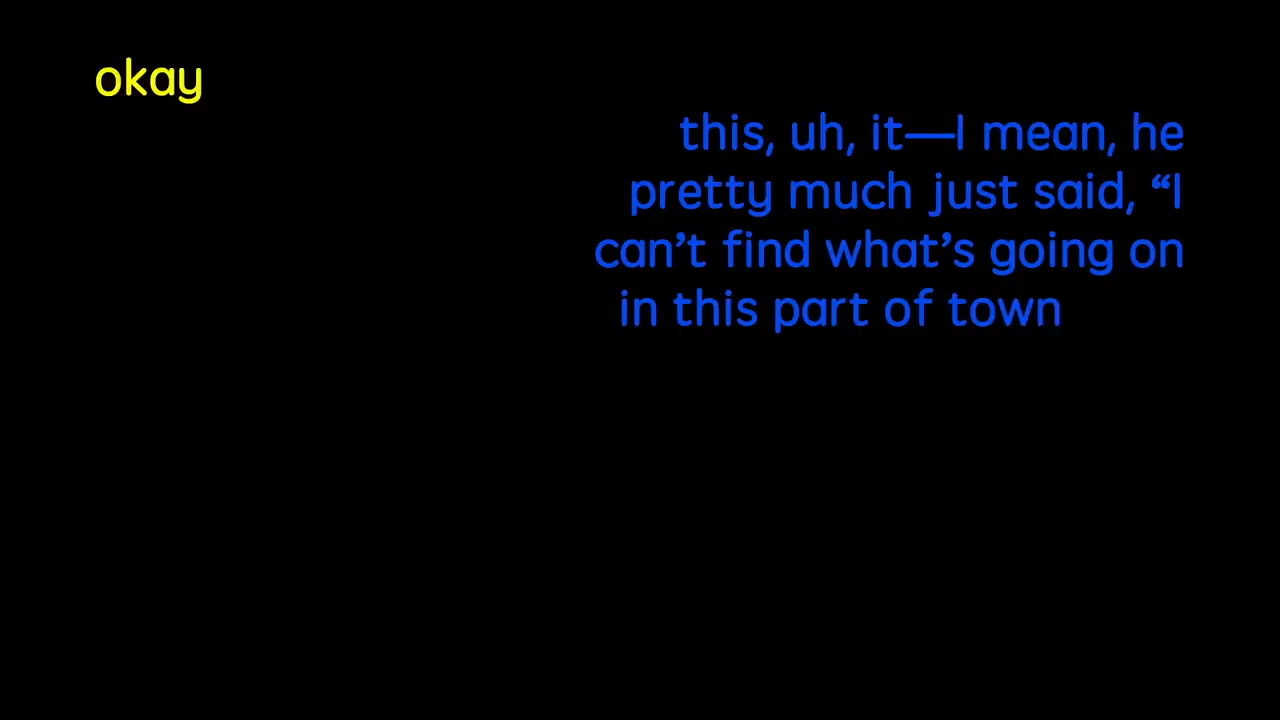 okay
this, uh, it—I mean, he
pretty much just said, “I
can’t find what’s going on
in this part of town